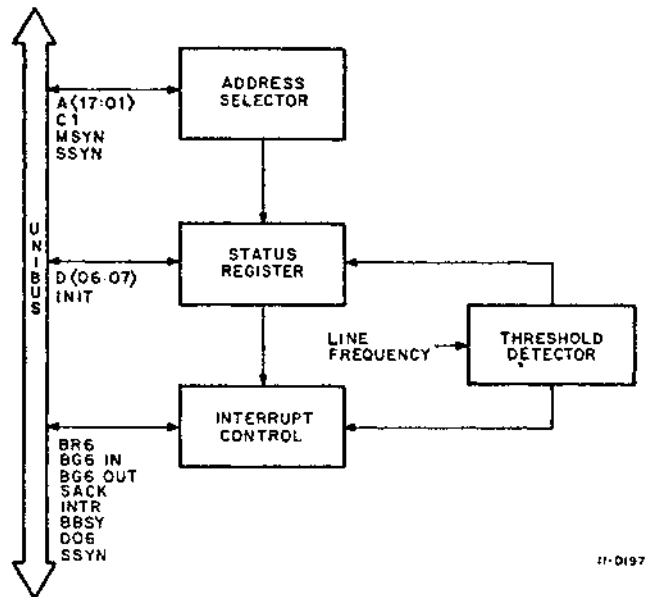 ADDRESS
SELECTOR
A(17:01)
C1
MSYN
SSYN
UNIBUS
STATUS
REGISTER
D(06-07)
INIT
LINE
FREQUENCY
THRESHOLD
DETECTOR
INTERRUPT
CONTROL
BR6
BG6 IN
BG6 OUT
SACK
INTR
BBSY
D06
SSYN
11-0197